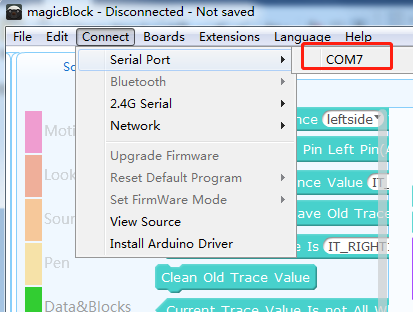 magicBlock - Disconnected - Not saved
File Edit Connect Boards Extensions Language Help
Serial Port
COM7
Bluetooth
2.4G Serial
Network
Upgrade Firmware
Reset Default Program
Set FirmWare Mode
View Source
Install Arduino Driver
Sc
Moti
Look
Sour
Pen
Data&Blocks
nce leftside
Pin Left Pin(A
nce Value IT_
ave Old Trace
e Is IT_RIGHT
Clean Old Trace Value
Current Trace Value is not All W